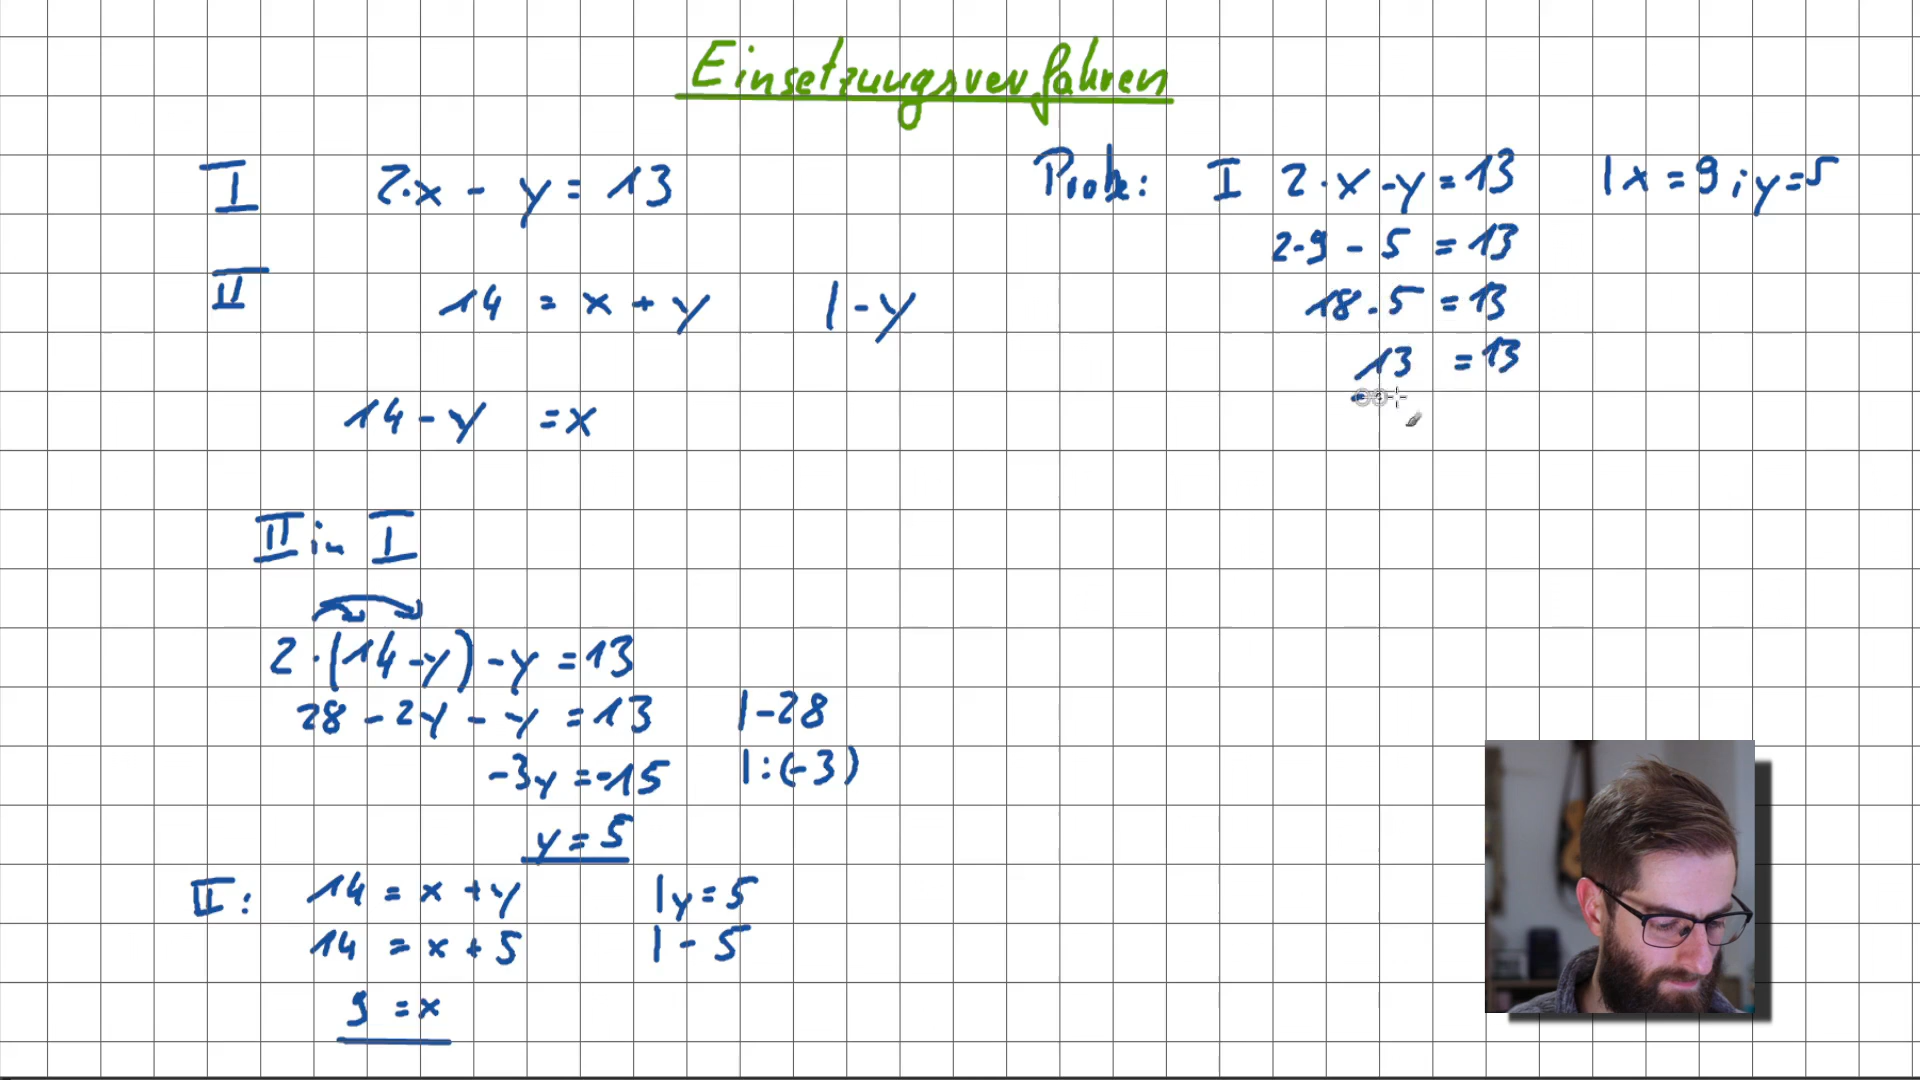 Einsetzungsverfahren
I 2·x - y = 13
II 14 = x + y |-y
14 - y = x
II in I
2·(14-y)-y = 13
28 - 2y - y = 13 |-28
-3y = -15 |:(-3)
y = 5
II: 14 = x + y |y = 5
14 = x + 5 |- 5
9 = x
Probe: I 2·x - y = 13 |x = 9; y = 5
2·9 - 5 = 13
18 - 5 = 13
13 = 13